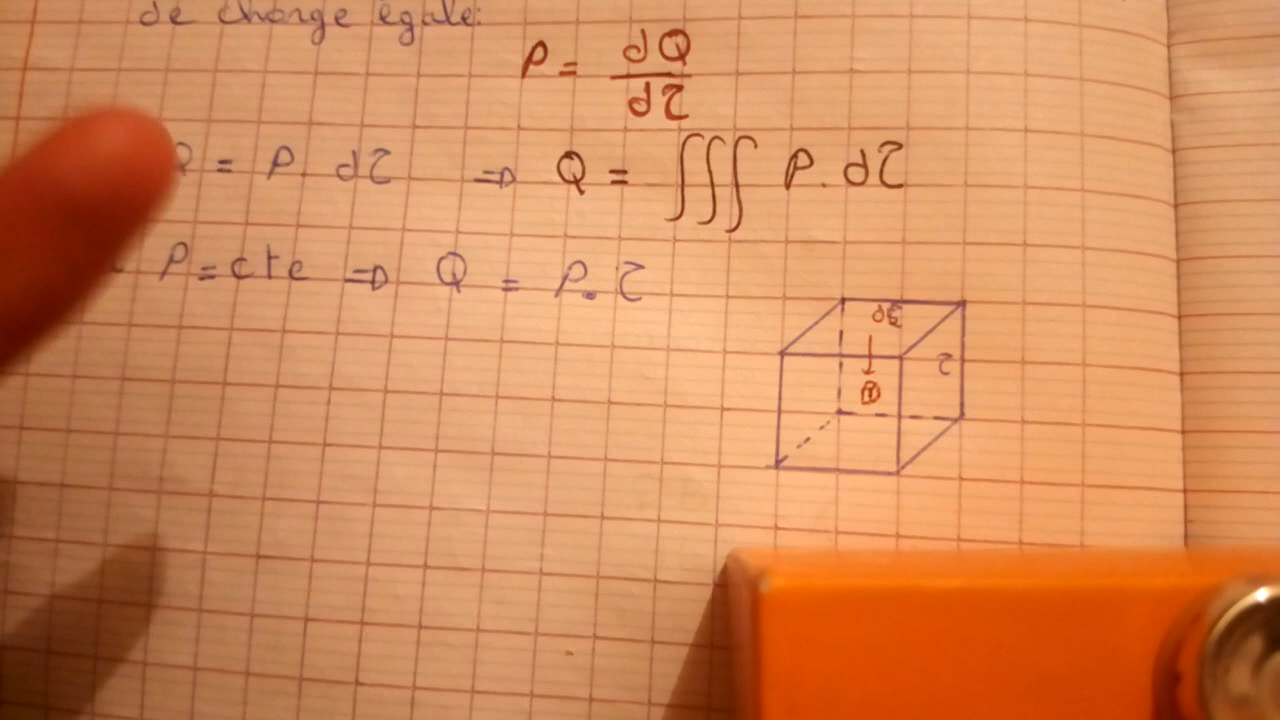 de charge égale:
ρ = dQ/dτ
Q = ρ. dτ ⇒ Q = ∭ ρ. dτ
ρ = cte ⇒ Q = ρ. τ
dτ
τ